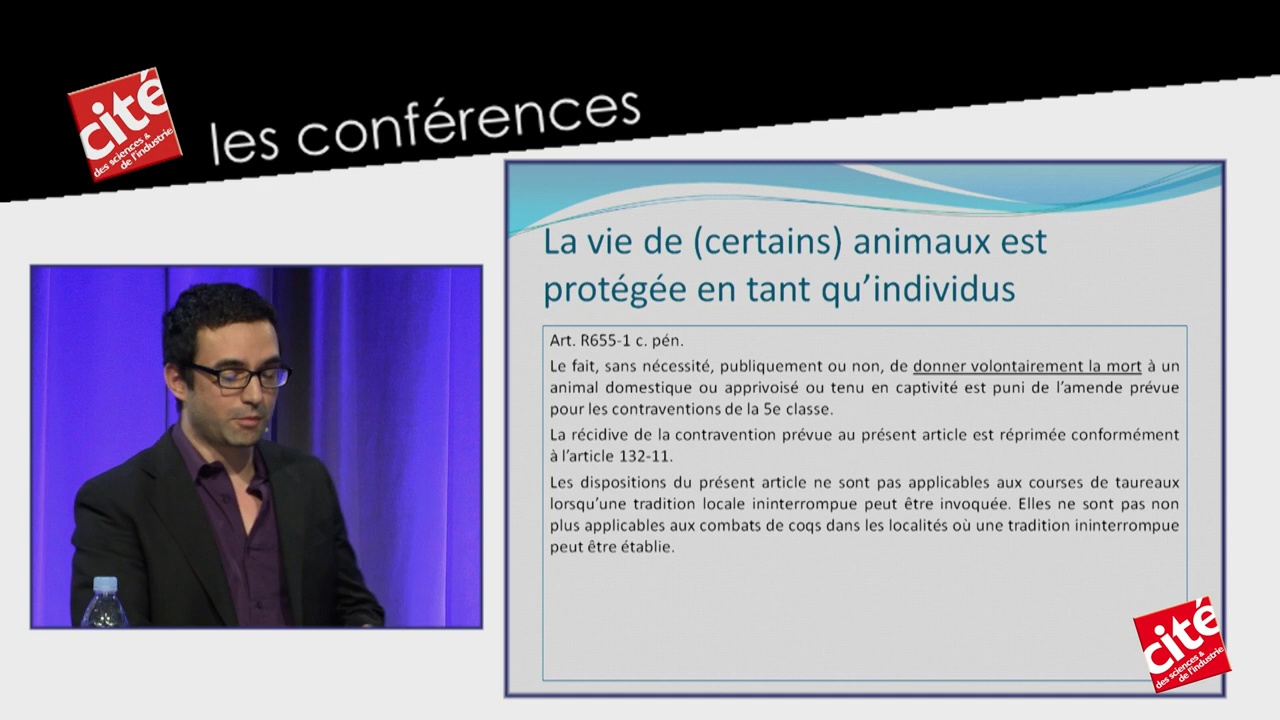 cité
des sciences &
de l'industrie
les conférences
La vie de (certains) animaux est
protégée en tant qu'individus
Art. R655-1 c. pén.
Le fait, sans nécessité, publiquement ou non, de donner volontairement la mort à un
animal domestique ou apprivoisé ou tenu en captivité est puni de l'amende prévue
pour les contraventions de la 5e classe.
La récidive de la contravention prévue au présent article est réprimée conformément
à l'article 132-11.
Les dispositions du présent article ne sont pas applicables aux courses de taureaux
lorsqu'une tradition locale ininterrompue peut être invoquée. Elles ne sont pas non
plus applicables aux combats de coqs dans les localités où une tradition ininterrompue
peut être établie.
cité
des sciences &
de l'industrie